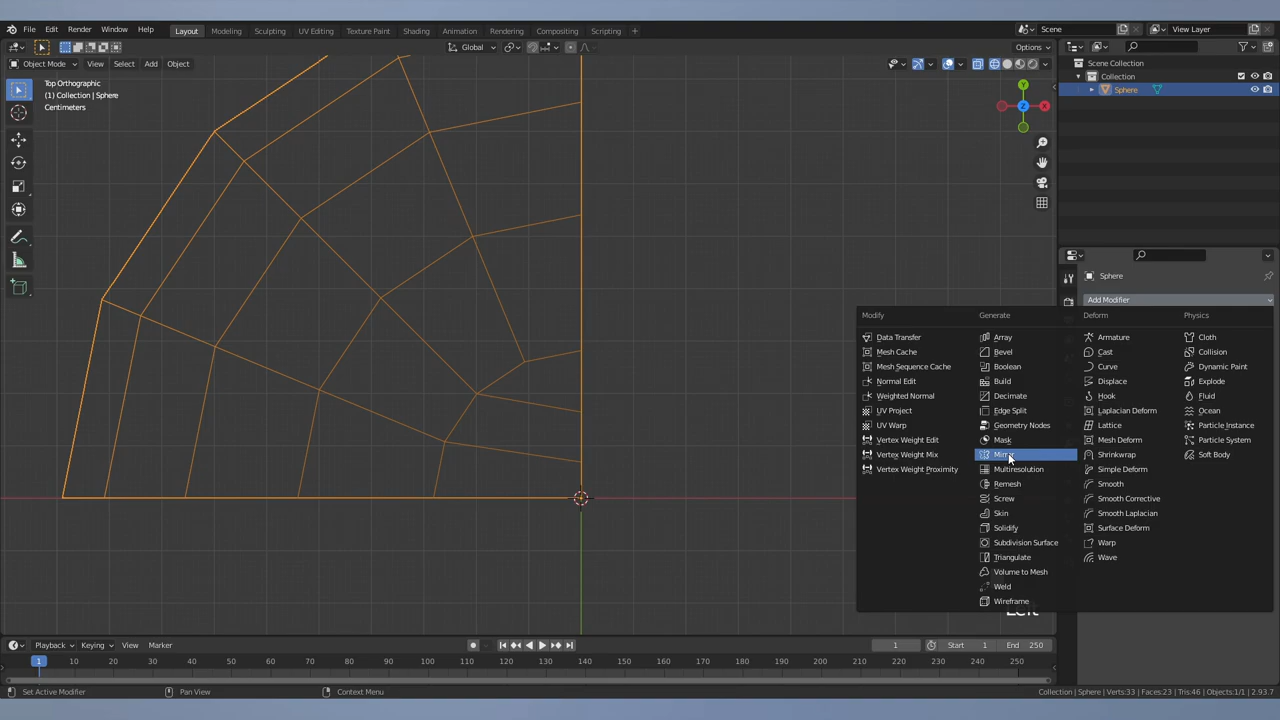 File Edit Render Window Help Layout Modeling Sculpting UV Editing Texture Paint Shading Animation Rendering Compositing Scripting Scene View Layer
Global Options
Object Mode View Select Add Object
Top Orthographic
(1) Collection | Sphere
Centimeters
Scene Collection
Collection
Sphere
Sphere
Add Modifier
Modify Generate Deform Physics
Data Transfer Array Armature Cloth
Mesh Cache Bevel Cast Collision
Mesh Sequence Cache Boolean Curve Dynamic Paint
Normal Edit Build Displace Explode
Weighted Normal Decimate Hook Fluid
UV Project Edge Split Laplacian Deform Ocean
UV Warp Geometry Nodes Lattice Particle Instance
Vertex Weight Edit Mask Mesh Deform Particle System
Vertex Weight Mix Mirror Shrinkwrap Soft Body
Vertex Weight Proximity Multiresolution Simple Deform
Remesh Smooth
Screw Smooth Corrective
Skin Smooth Laplacian
Solidify Surface Deform
Subdivision Surface Warp
Triangulate Wave
Volume to Mesh
Weld
Wireframe
Left
Playback Keying View Marker 1 Start 1 End 250
1 10 20 30 40 50 60 70 80 90 100 110 120 130 140 150 160 170 180 190 200 210 220 230 240 250
Set Active Modifier Pan View Context Menu Collection | Sphere | Verts:33 | Faces:23 | Tris:46 | Objects:1/1 | 2.93.7